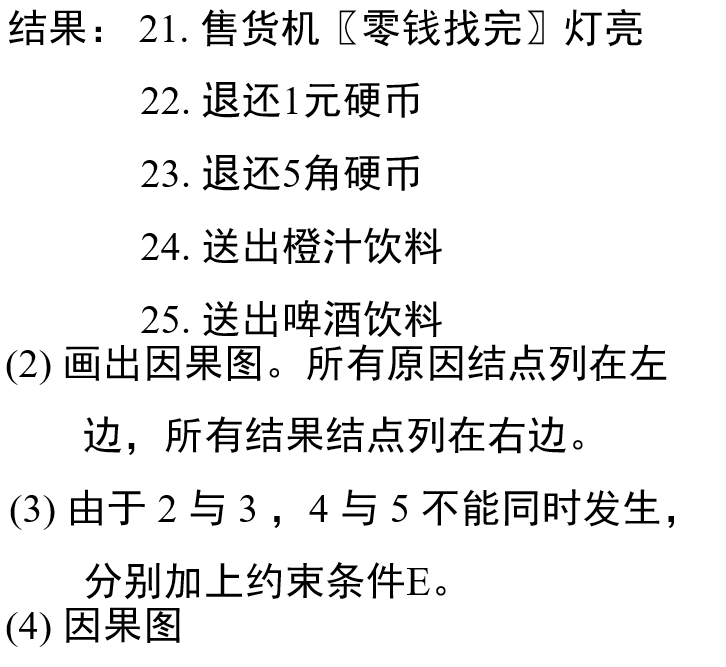 结果： 21. 售货机〖零钱找完〗灯亮
22. 退还1元硬币
23. 退还5角硬币
24. 送出橙汁饮料
25. 送出啤酒饮料
(2) 画出因果图。所有原因结点列在左
边，所有结果结点列在右边。
(3) 由于 2 与 3 ，4 与 5 不能同时发生，
分别加上约束条件E。
(4) 因果图